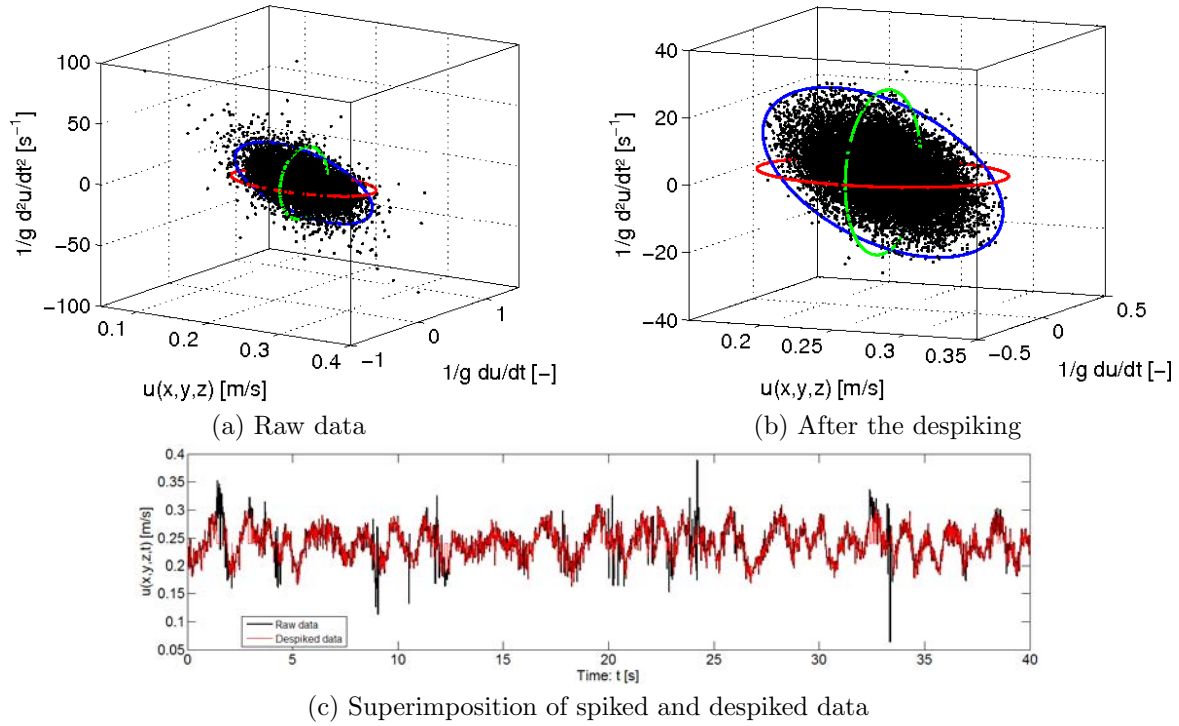 100
50
0
−50
−100
1/g d²u/dt² [s⁻¹]
0.1
0.2
0.3
0.4
−1
0
1
u(x,y,z) [m/s]
1/g du/dt [−]
(a) Raw data
40
20
0
−20
−40
1/g d²u/dt² [s⁻¹]
0.2
0.25
0.3
0.35
−0.5
0
0.5
u(x,y,z) [m/s]
1/g du/dt [−]
(b) After the despiking
0.4
0.35
0.3
0.25
0.2
0.15
0.1
0.05
u(x,y,z,t) [m/s]
Raw data
Despiked data
0 5 10 15 20 25 30 35 40
Time: t [s]
(c) Superimposition of spiked and despiked data